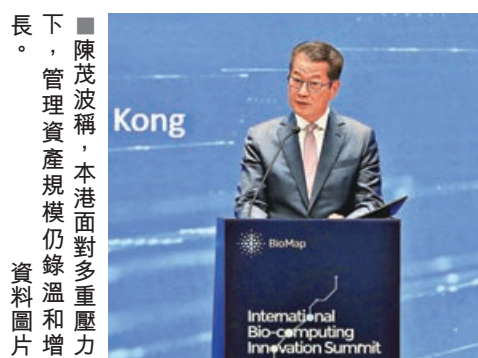 ■陳茂波稱，本港面對多重壓力
下，管理資產規模仍錄溫和增
長。 資料圖片
Kong
BioMap
International
Bio-computing
Innovation Summit